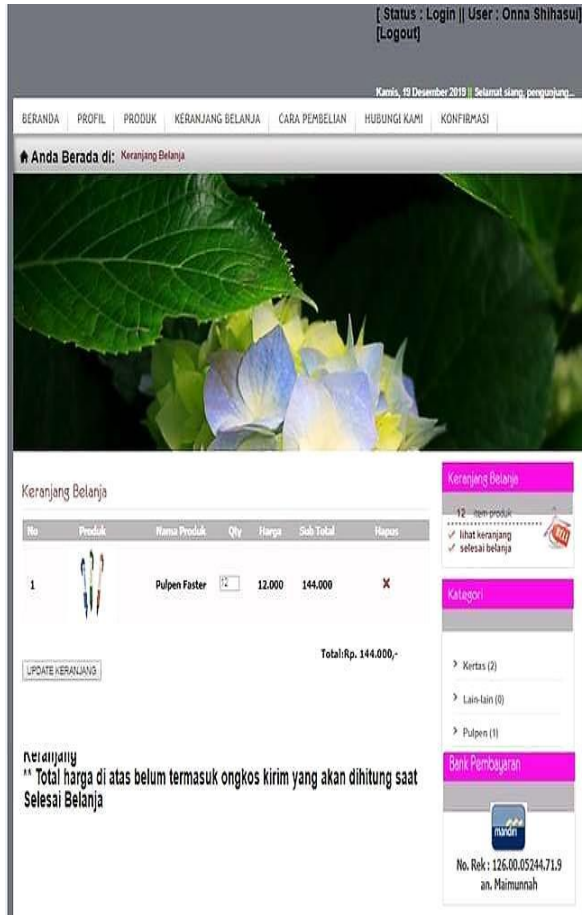 [ Status : Login || User : Onna Shihasui]
[Logout]
Kamis, 19 Desember 2019 || Selamat siang, pengunjung...
BERANDA PROFIL PRODUK KERANJANG BELANJA CARA PEMBELIAN HUBUNGI KAMI KONFIRMASI
Anda Berada di: Keranjang Belanja
Keranjang Belanja
No Produk Nama Produk Qty Harga Sub Total Hapus
1 Pulpen Faster 12 12.000 144.000
Total:Rp. 144.000,-
UPDATE KERANJANG
Keranjang
** Total harga di atas belum termasuk ongkos kirim yang akan dihitung saat
Selesai Belanja
Keranjang Belanja
12 item produk
lihat keranjang
selesai belanja
BELI
Kategori
Kertas (2)
Lain-lain (0)
Pulpen (1)
Bank Pembayaran
mandiri
No. Rek : 126.00.05244.71.9
an. Maimunnah